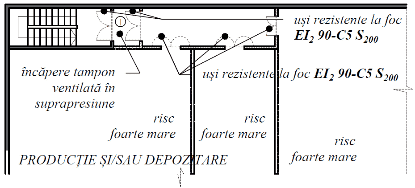 uși rezistente la foc
EI₂ 90-C5 S₂₀₀
încăpere tampon
ventilată în
suprapresiune
uși rezistente la foc EI₂ 90-C5 S₂₀₀
risc
foarte mare
risc
foarte mare
risc
foarte mare
PRODUCȚIE ȘI/SAU DEPOZITARE